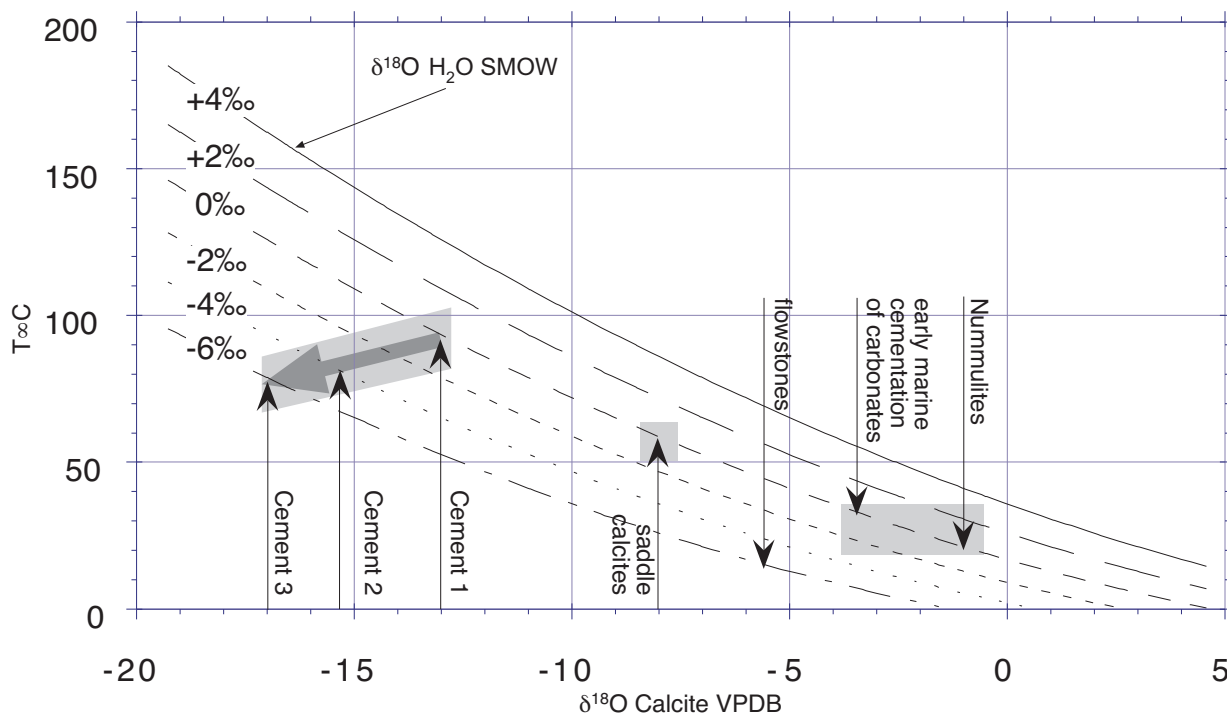 200
150
100
50
0
T∞C
δ¹⁸O H₂O SMOW
+4‰
+2‰
0‰
-2‰
-4‰
-6‰
Cement 3
Cement 2
Cement 1
saddle
calcites
flowstones
early marine
cementation
of carbonates
Nummulites
-20
-15
-10
-5
0
5
δ¹⁸O Calcite VPDB